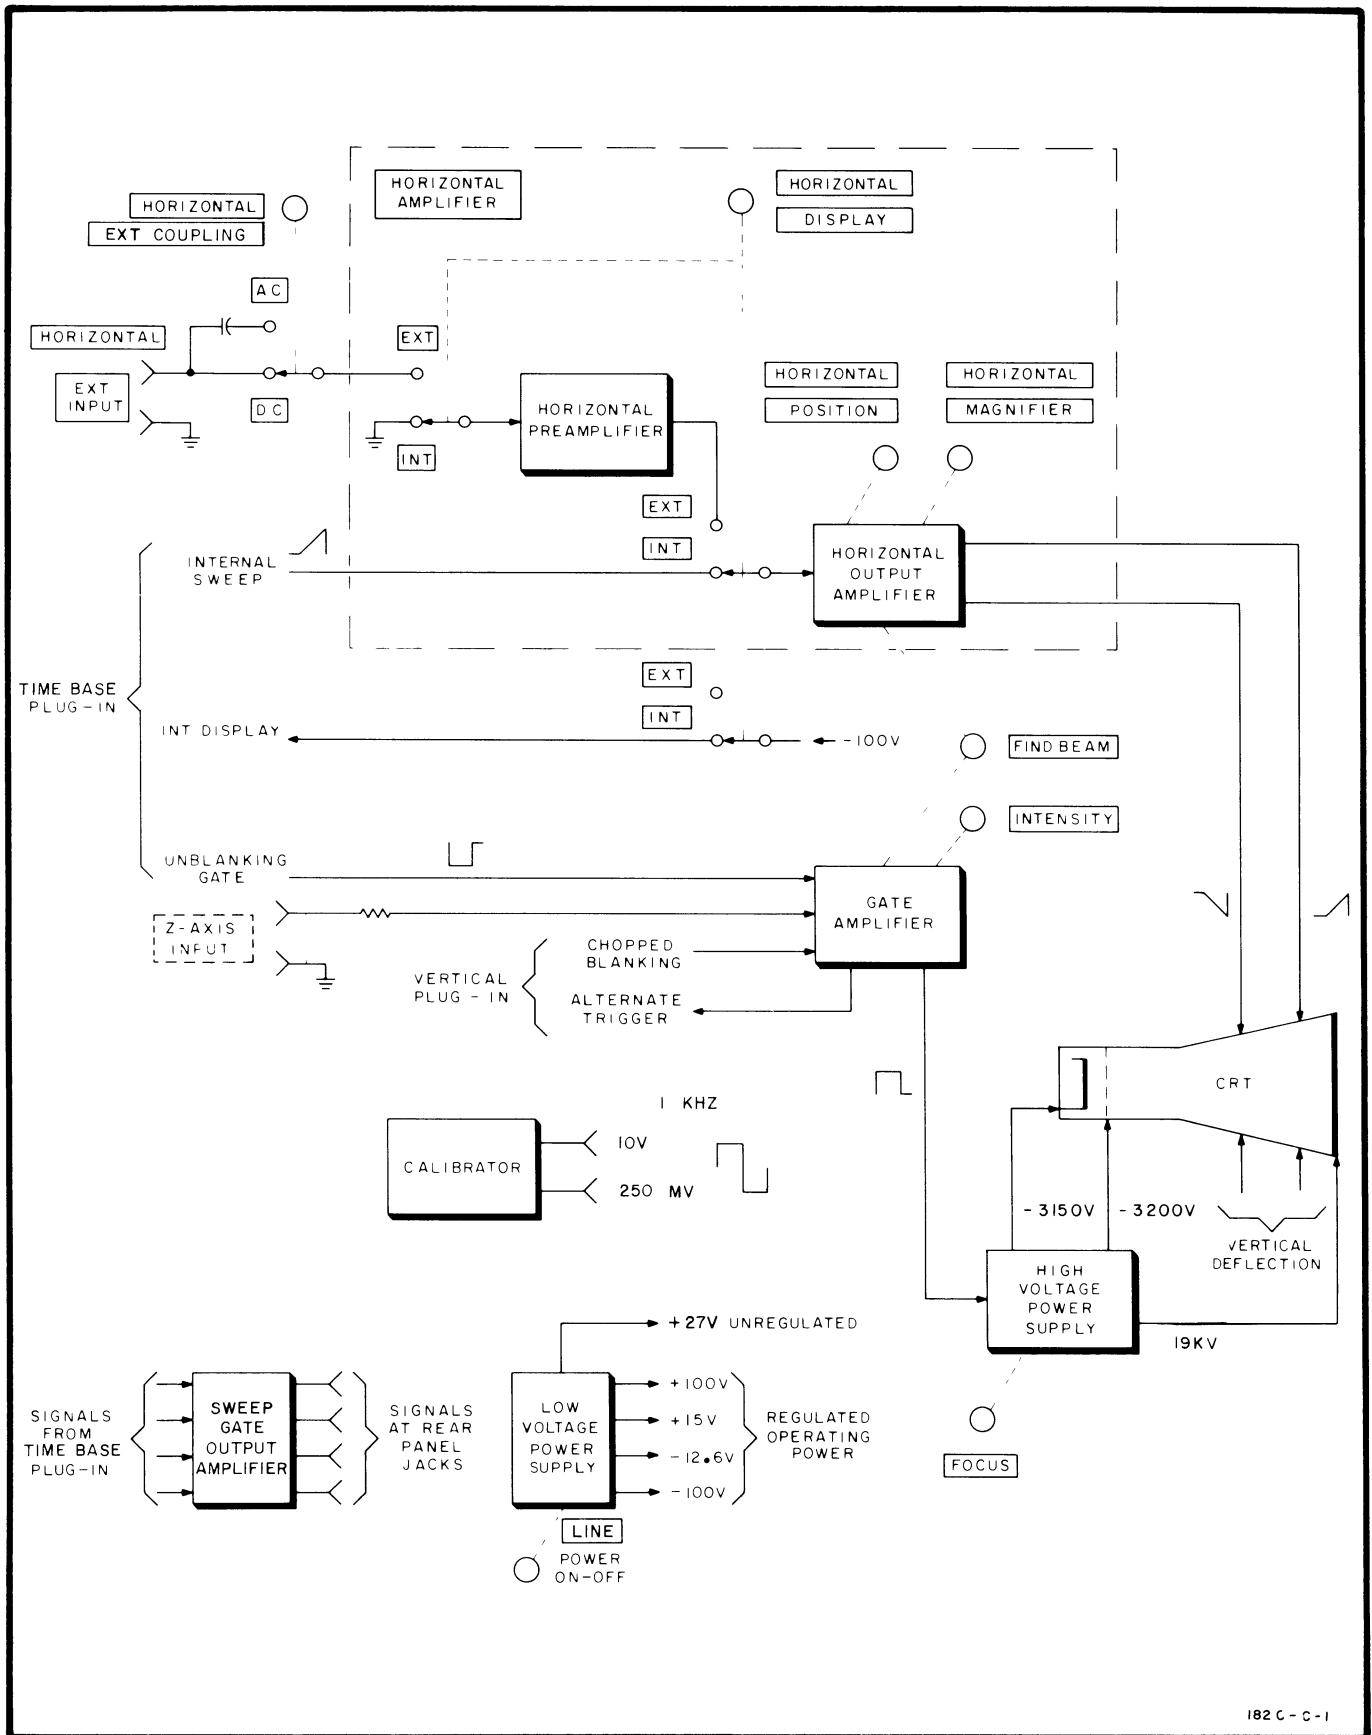 HORIZONTAL
EXT COUPLING
HORIZONTAL
AMPLIFIER
HORIZONTAL
DISPLAY
AC
HORIZONTAL
EXT
INPUT
DC
EXT
INT
HORIZONTAL
PREAMPLIFIER
HORIZONTAL
POSITION
HORIZONTAL
MAGNIFIER
EXT
INT
INTERNAL
SWEEP
HORIZONTAL
OUTPUT
AMPLIFIER
TIME BASE
PLUG-IN
EXT
INT
INT DISPLAY
-100V
FIND BEAM
INTENSITY
UNBLANKING
GATE
Z-AXIS
INPUT
GATE
AMPLIFIER
VERTICAL
PLUG-IN
CHOPPED
BLANKING
ALTERNATE
TRIGGER
CRT
1 KHZ
CALIBRATOR
10V
250 MV
-3150V
-3200V
VERTICAL
DEFLECTION
HIGH
VOLTAGE
POWER
SUPPLY
19KV
FOCUS
+27V UNREGULATED
SIGNALS
FROM
TIME BASE
PLUG-IN
SWEEP
GATE
OUTPUT
AMPLIFIER
SIGNALS
AT REAR
PANEL
JACKS
LOW
VOLTAGE
POWER
SUPPLY
+100V
+15V
-12.6V
-100V
REGULATED
OPERATING
POWER
LINE
POWER
ON-OFF
182C-C-1